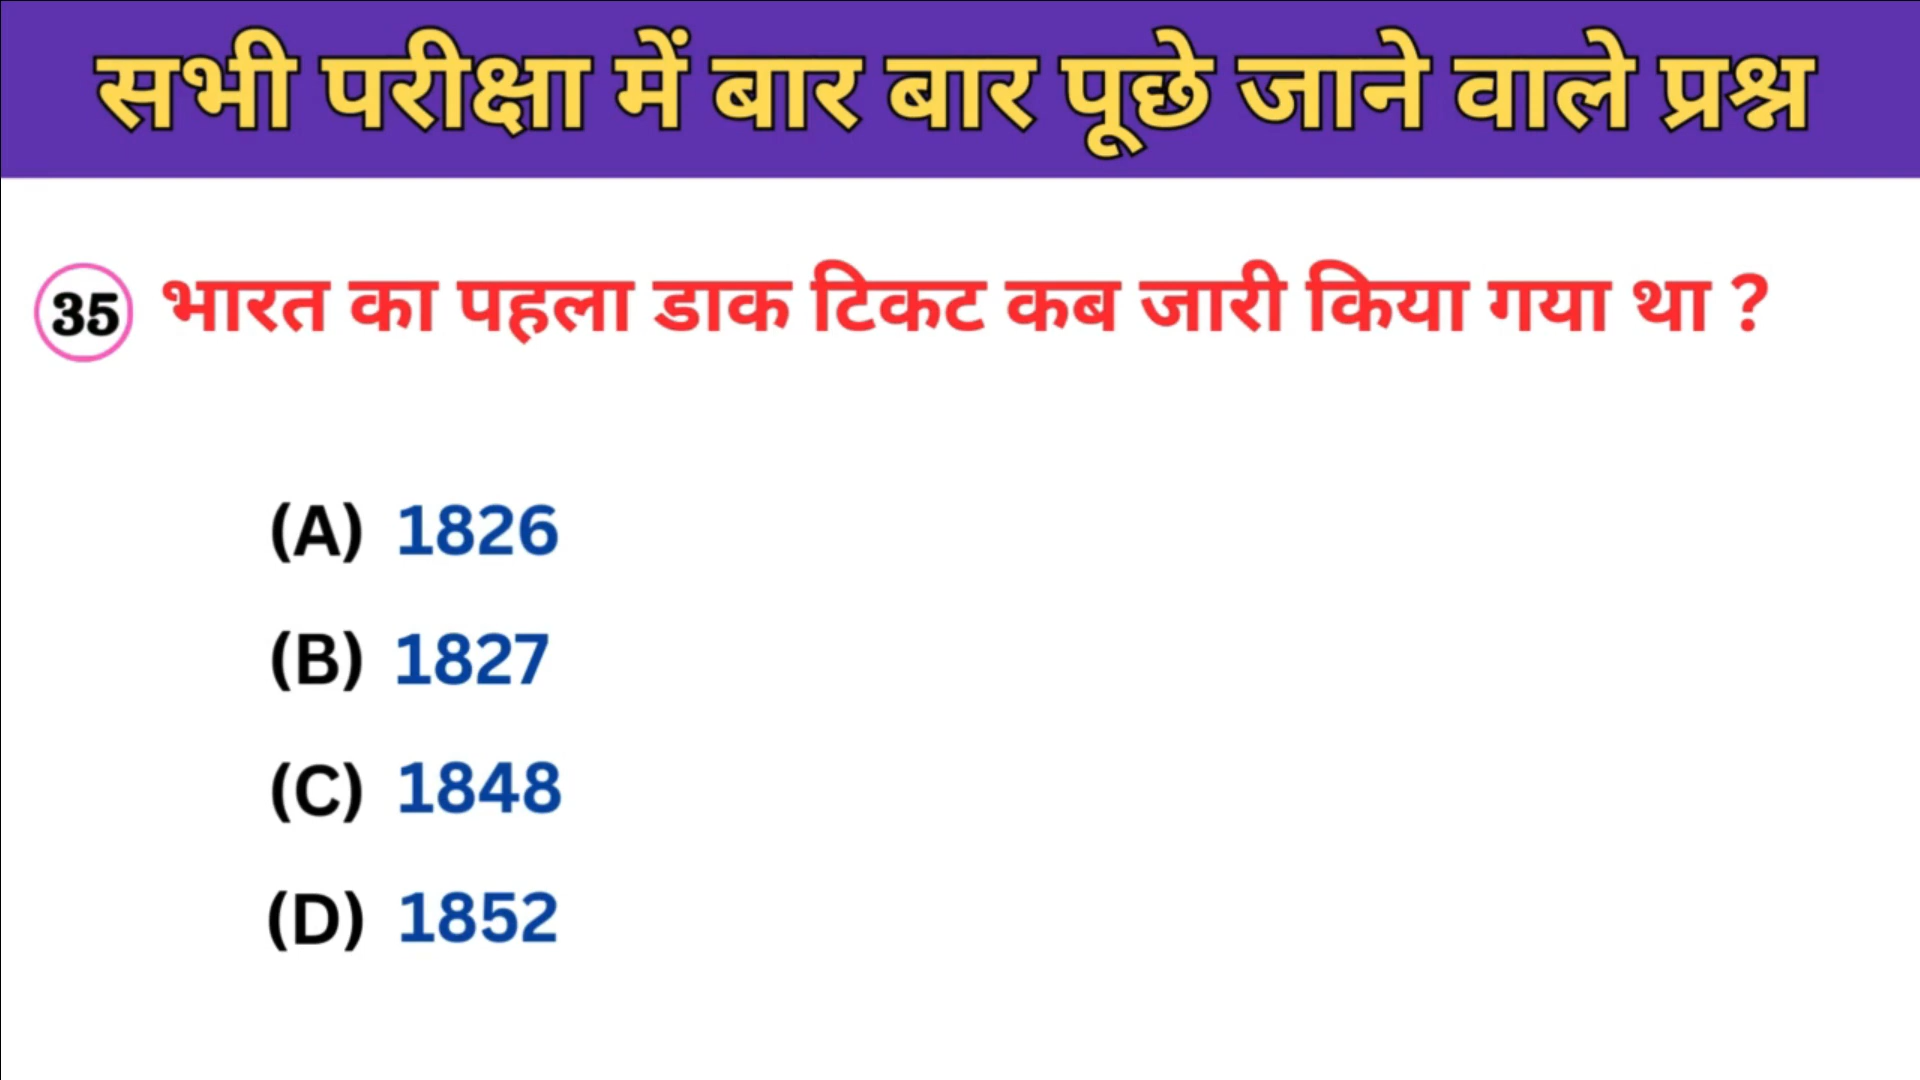 सभी परीक्षा में बार बार पूछे जाने वाले प्रश्न
35 भारत का पहला डाक टिकट कब जारी किया गया था ?
(A) 1826
(B) 1827
(C) 1848
(D) 1852